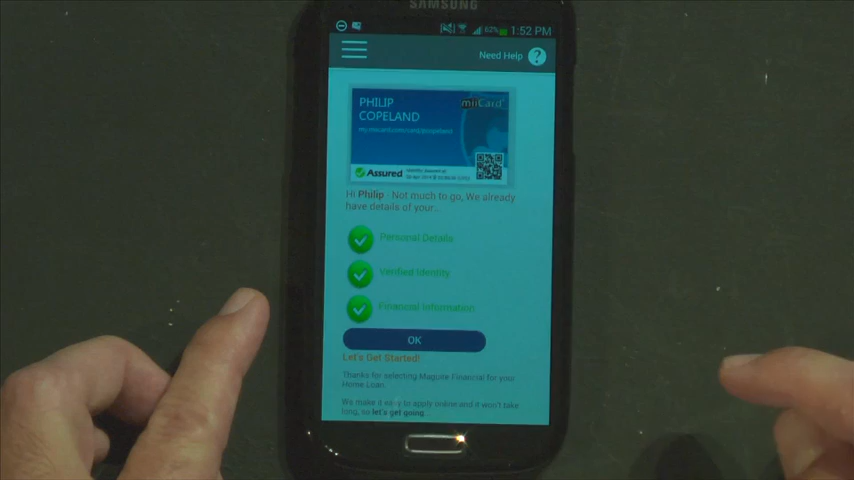 SAMSUNG
62% 1:52 PM
Need Help ?
PHILIP
COPELAND
miiCard
Assured
Hi Philip - Not much to go, We already
have details of your..
Personal Details
Verified Identity
Financial Information
OK
Let's Get Started!
Thanks for selecting Maguire Financial for your
Home Loan.
We make it easy to apply online and it won't take
long, so let's get going...